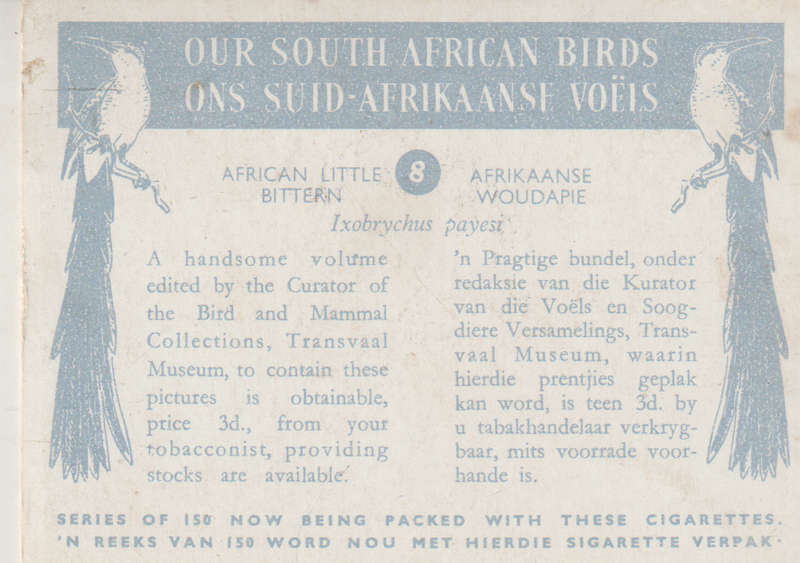 OUR SOUTH AFRICAN BIRDS
ONS SUID-AFRIKAANSE VOËLS
AFRICAN LITTLE
BITTERN
8
AFRIKAANSE
WOUDAPIE
Ixobrychus payesi
A handsome volume
edited by the Curator of
the Bird and Mammal
Collections, Transvaal
Museum, to contain these
pictures is obtainable,
price 3d., from your
tobacconist, providing
stocks are available.
'n Pragtige bundel, onder
redaksie van die Kurator
van die Voëls en Soog-
diere Versamelings, Trans-
vaal Museum, waarin
hierdie prentjies geplak
kan word, is teen 3d. by
u tabakhandelaar verkryg-
baar, mits voorrade voor-
hande is.
SERIES OF 150 NOW BEING PACKED WITH THESE CIGARETTES.
'N REEKS VAN 150 WORD NOU MET HIERDIE SIGARETTE VERPAK.